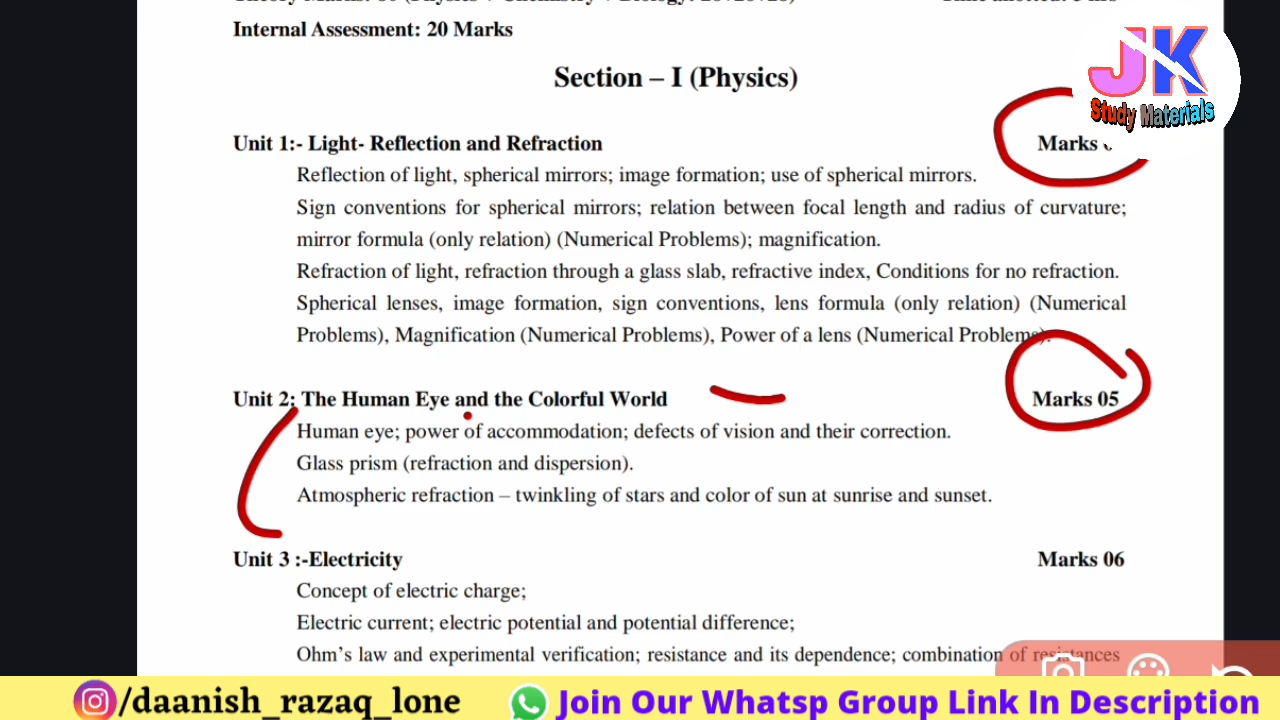 Internal Assessment: 20 Marks
Section – I (Physics)
JK
Study Materials
Unit 1:- Light- Reflection and Refraction Marks
Reflection of light, spherical mirrors; image formation; use of spherical mirrors.
Sign conventions for spherical mirrors; relation between focal length and radius of curvature;
mirror formula (only relation) (Numerical Problems); magnification.
Refraction of light, refraction through a glass slab, refractive index, Conditions for no refraction.
Spherical lenses, image formation, sign conventions, lens formula (only relation) (Numerical
Problems), Magnification (Numerical Problems), Power of a lens (Numerical Problems).
Unit 2: The Human Eye and the Colorful World Marks 05
Human eye; power of accommodation; defects of vision and their correction.
Glass prism (refraction and dispersion).
Atmospheric refraction – twinkling of stars and color of sun at sunrise and sunset.
Unit 3 :-Electricity Marks 06
Concept of electric charge;
Electric current; electric potential and potential difference;
Ohm's law and experimental verification; resistance and its dependence; combination of resistances
/daanish_razaq_lone Join Our Whatsp Group Link In Description